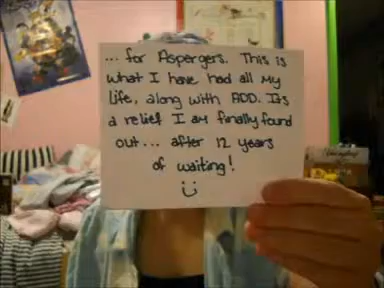 ... for Aspergers. This is
what I have had all my
life, along with ADD. Its
a relief I am finally found
out... after 12 years
of waiting!